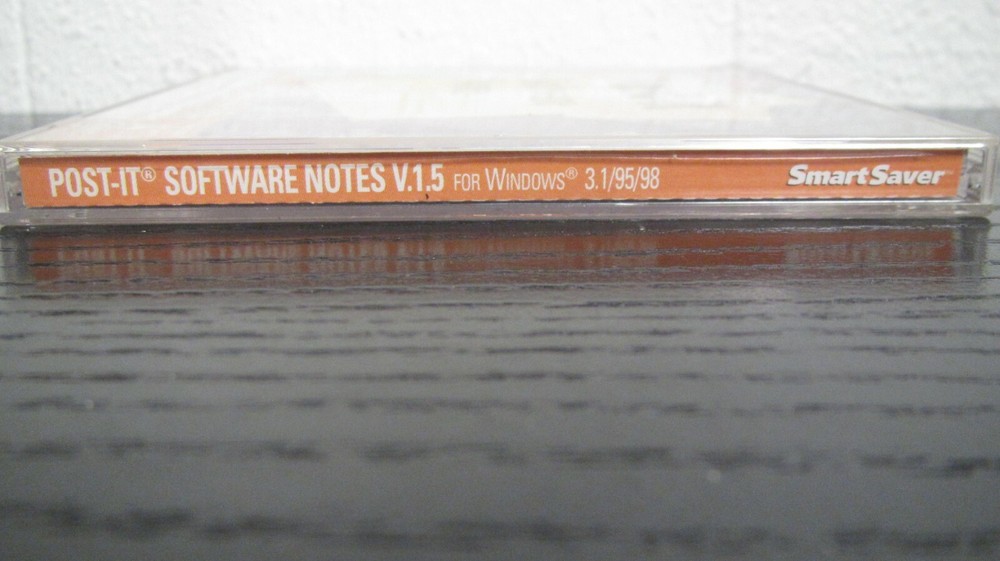 POST-IT® SOFTWARE NOTES V.1.5 FOR WINDOWS® 3.1/95/98 SmartSaver